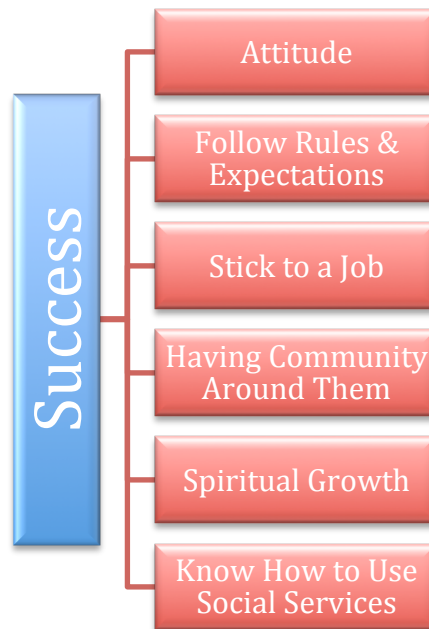 Success
Attitude
Follow Rules &
Expectations
Stick to a Job
Having Community
Around Them
Spiritual Growth
Know How to Use
Social Services